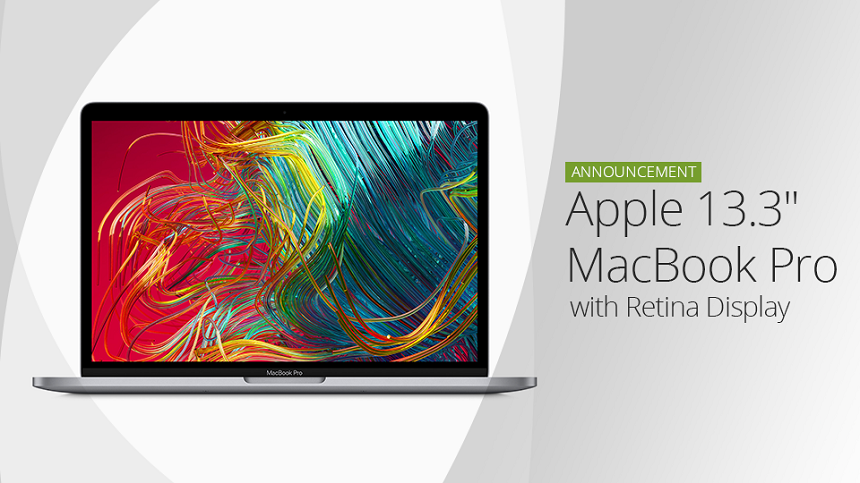 ANNOUNCEMENT
Apple 13.3"
MacBook Pro
with Retina Display
MacBook Pro